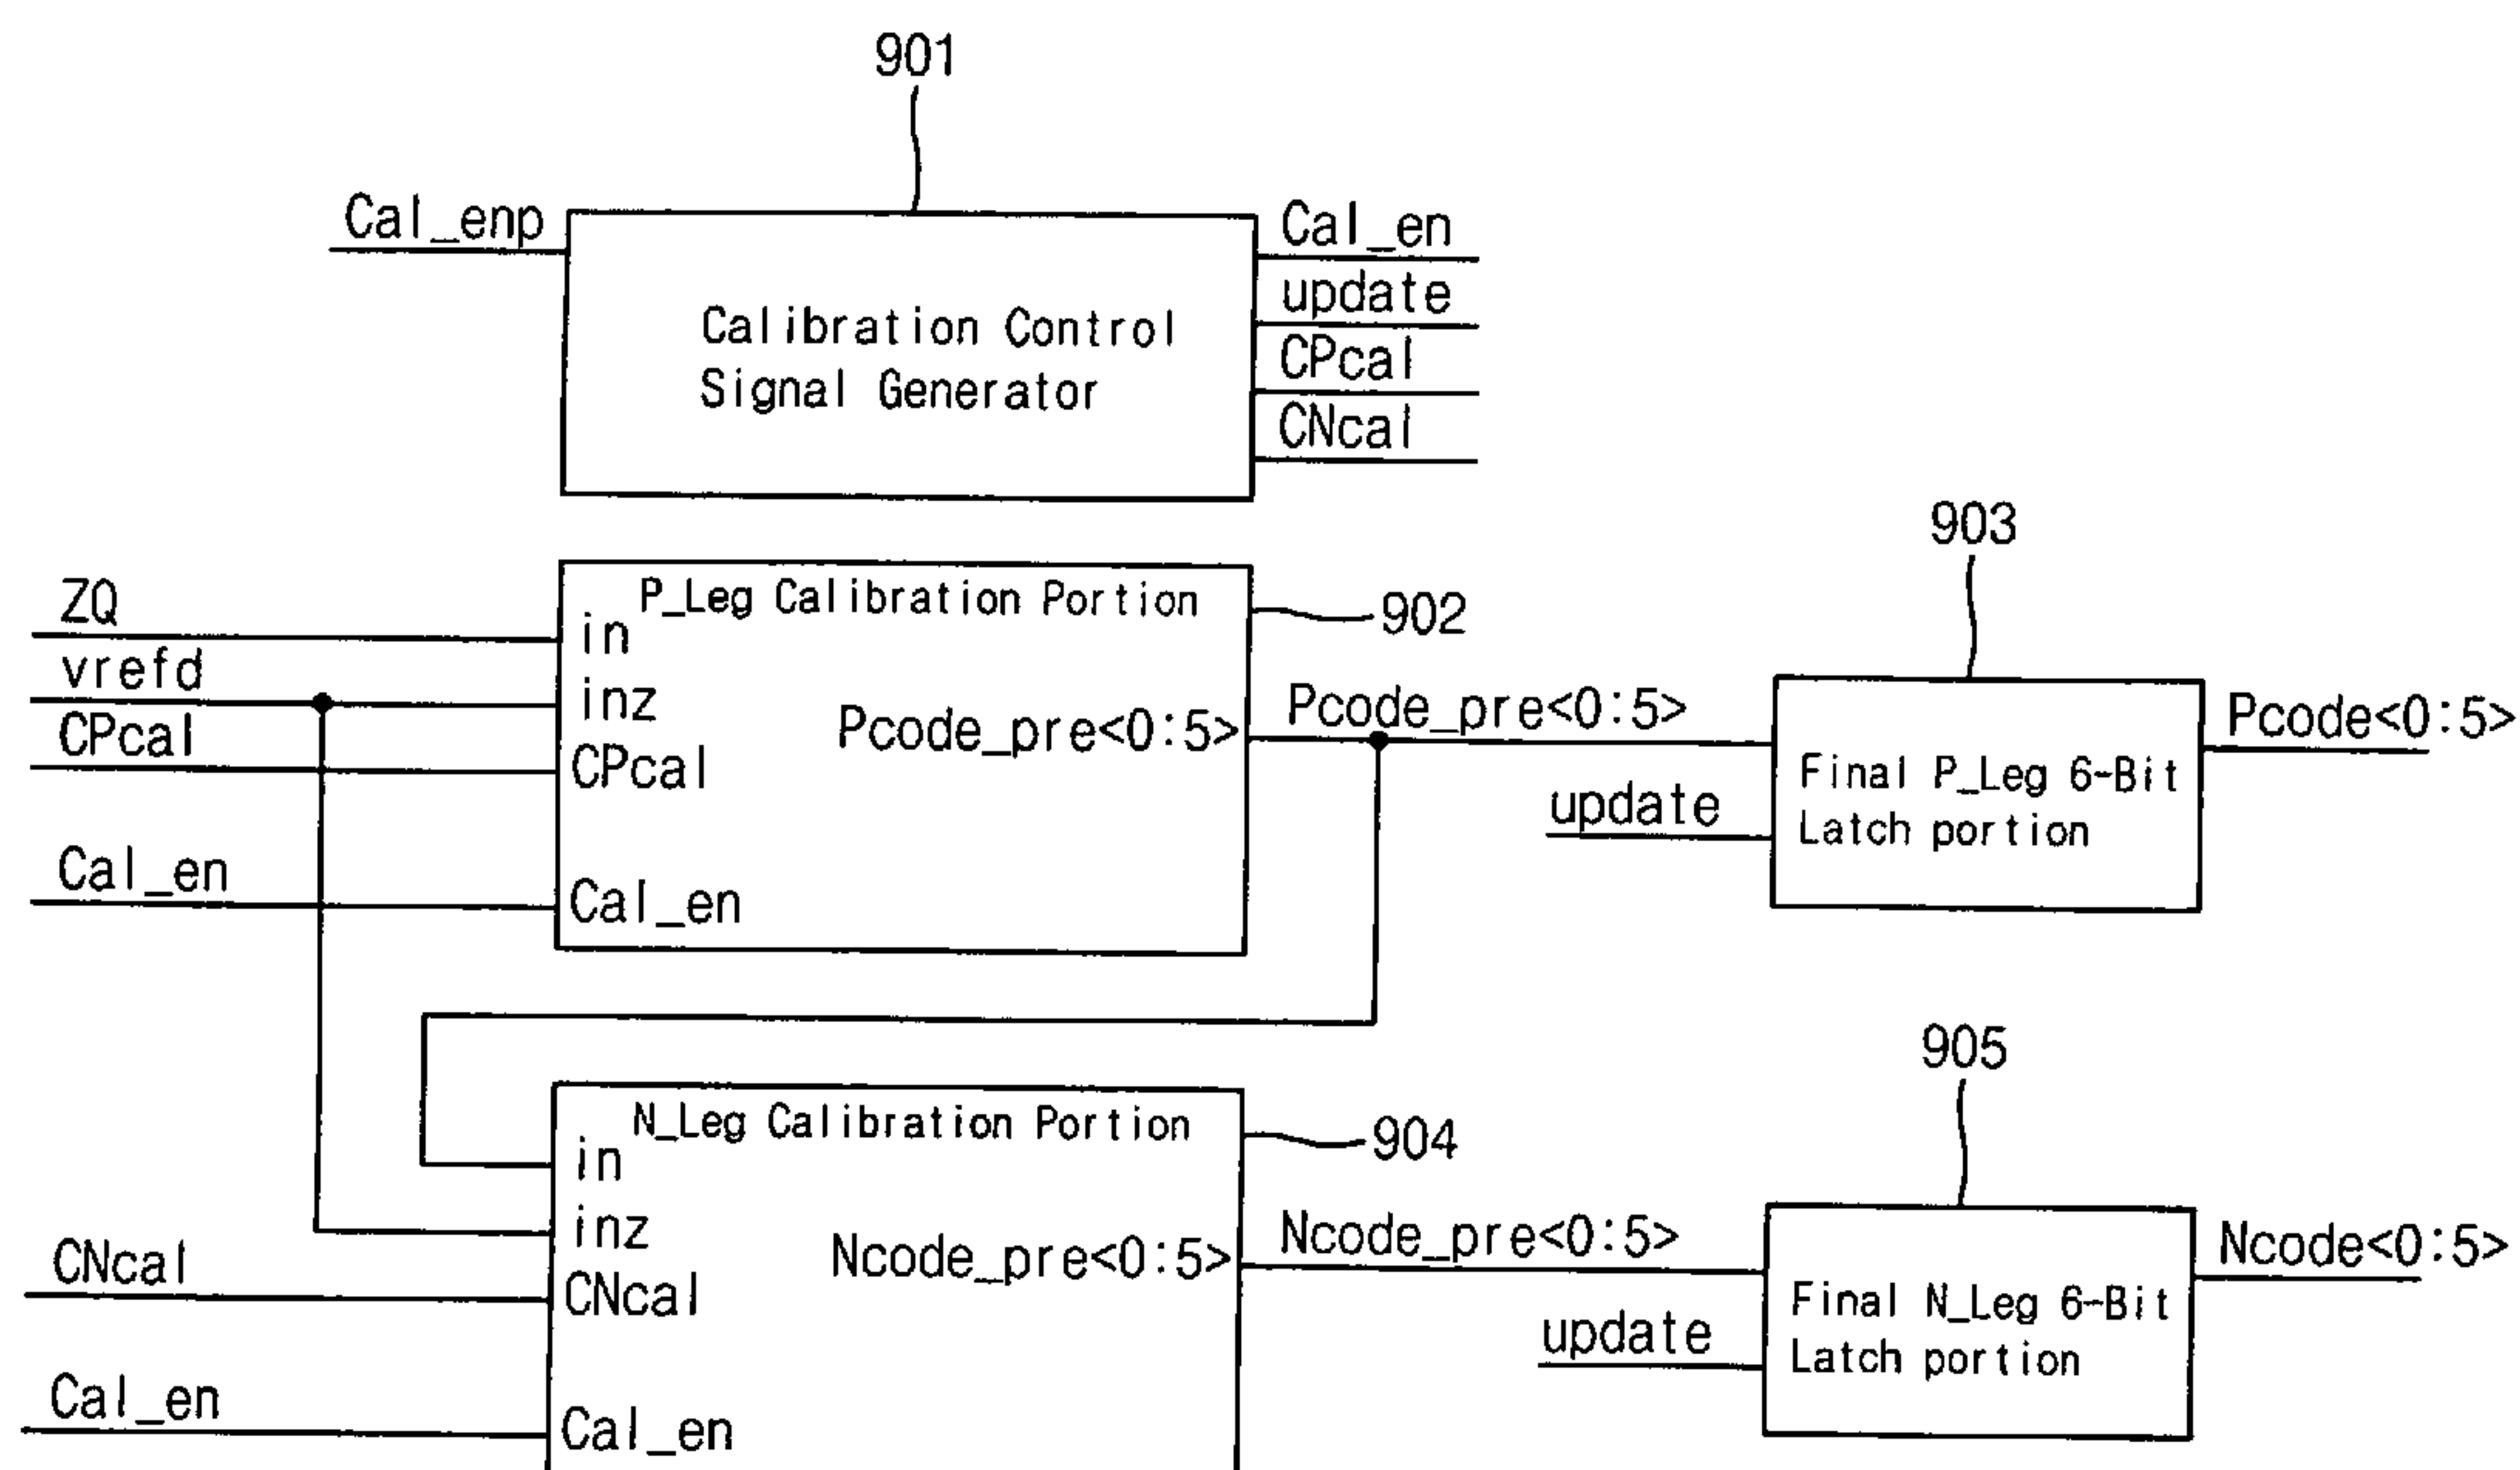 901
Cal_enp
Cal_en
update
CPcal
CNcal
Calibration Control
Signal Generator
903
ZQ
vrefd
CPcal
Cal_en
P_Leg Calibration Portion
in
inz
CPcal
Cal_en
Pcode_pre<0:5>
902
Pcode_pre<0:5>
update
Final P_Leg 6-Bit
Latch portion
Pcode<0:5>
905
N_Leg Calibration Portion
in
inz
CNcal
Cal_en
CNcal
Cal_en
Ncode_pre<0:5>
904
Ncode_pre<0:5>
update
Final N_Leg 6-Bit
Latch portion
Ncode<0:5>